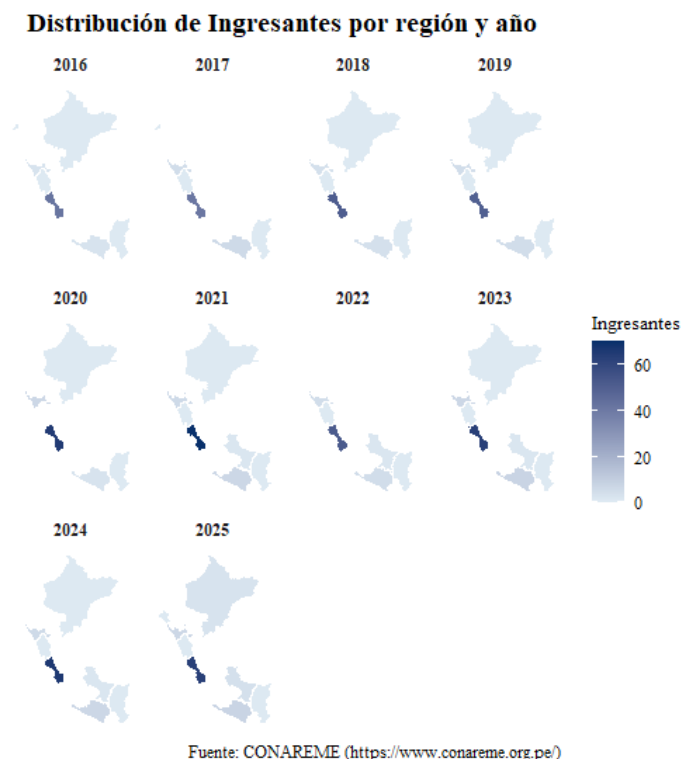 Distribución de Ingresantes por región y año
2016 2017 2018 2019
2020 2021 2022 2023
Ingresantes
60
40
20
0
2024 2025
Fuente: CONAREME (https://www.conareme.org.pe/)